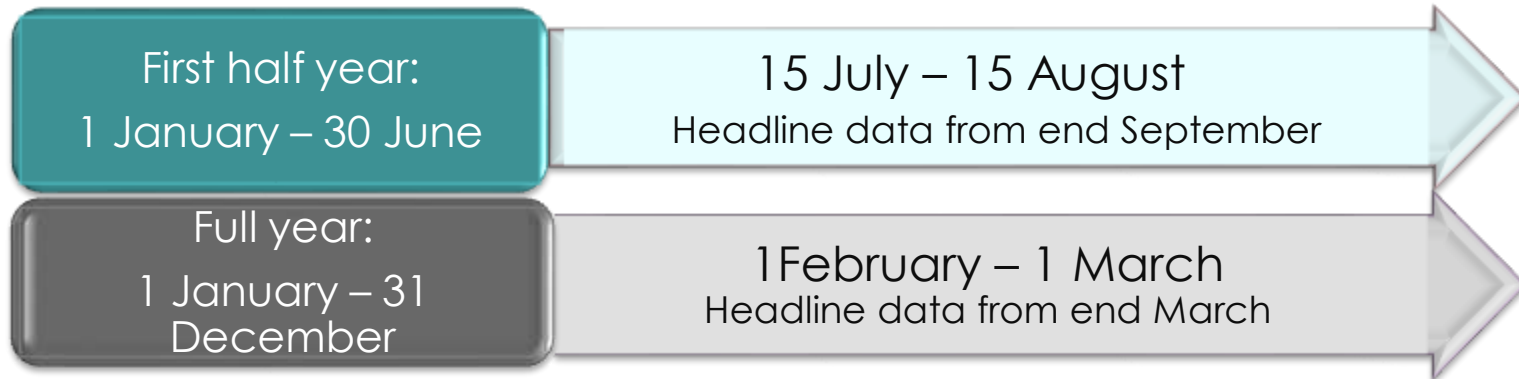 First half year:
1 January – 30 June
15 July – 15 August
Headline data from end September
Full year:
1 January – 31
December
1February – 1 March
Headline data from end March